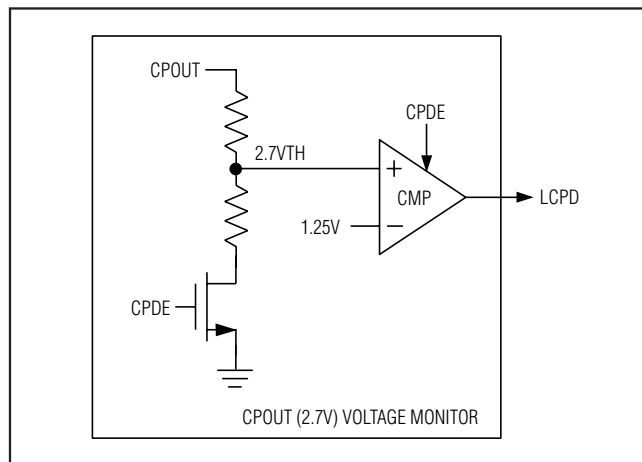 CPOUT
CPDE
2.7VTH
+
CMP
LCPD
1.25V
−
CPDE
CPOUT (2.7V) VOLTAGE MONITOR